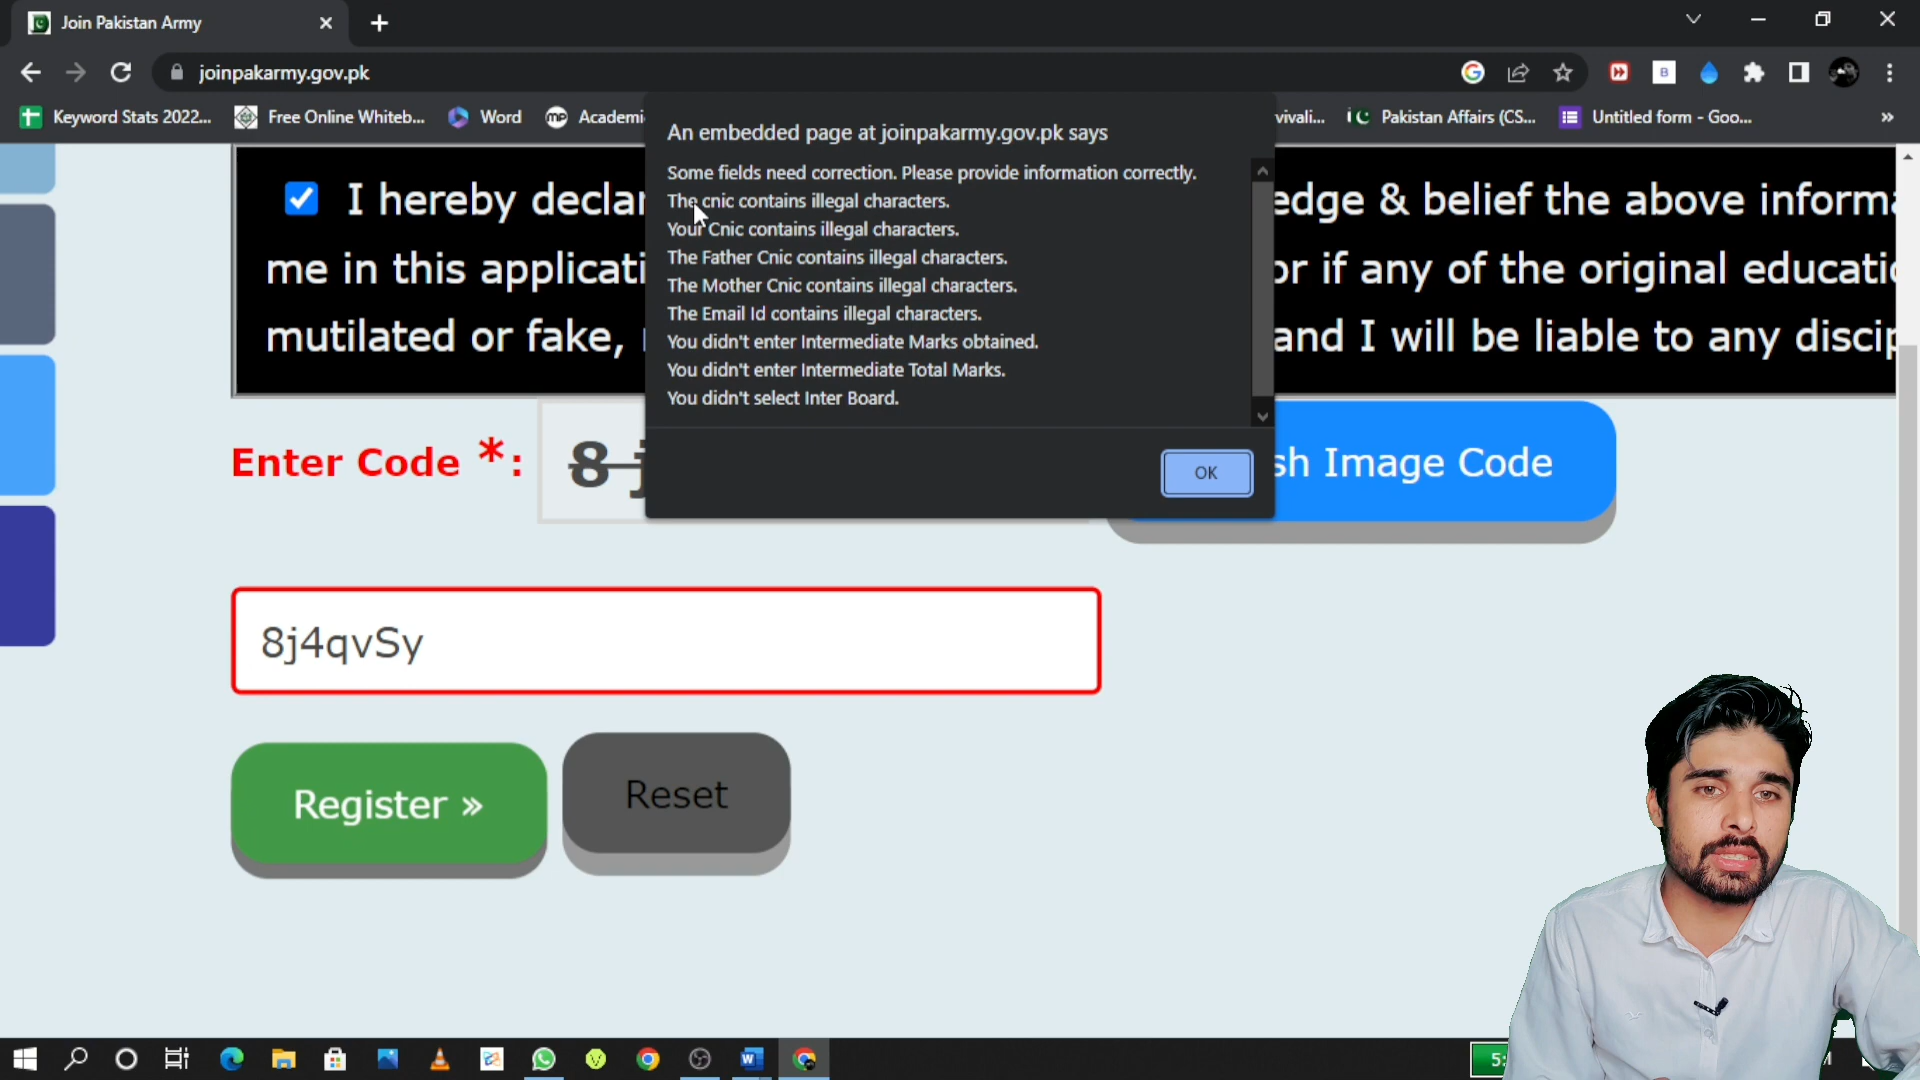 Join Pakistan Army
joinpakarmy.gov.pk
Keyword Stats 2022... Free Online Whiteb... Word Academi vivali... Pakistan Affairs (CS... Untitled form - Goo...
An embedded page at joinpakarmy.gov.pk says
Some fields need correction. Please provide information correctly.
The cnic contains illegal characters.
Your Cnic contains illegal characters.
The Father Cnic contains illegal characters.
The Mother Cnic contains illegal characters.
The Email Id contains illegal characters.
You didn't enter Intermediate Marks obtained.
You didn't enter Intermediate Total Marks.
You didn't select Inter Board.
OK
I hereby declar edge & belief the above informa
me in this applicati or if any of the original educatio
mutilated or fake, and I will be liable to any discip
Enter Code *: 8 j sh Image Code
8j4qvSy
Register » Reset
5: